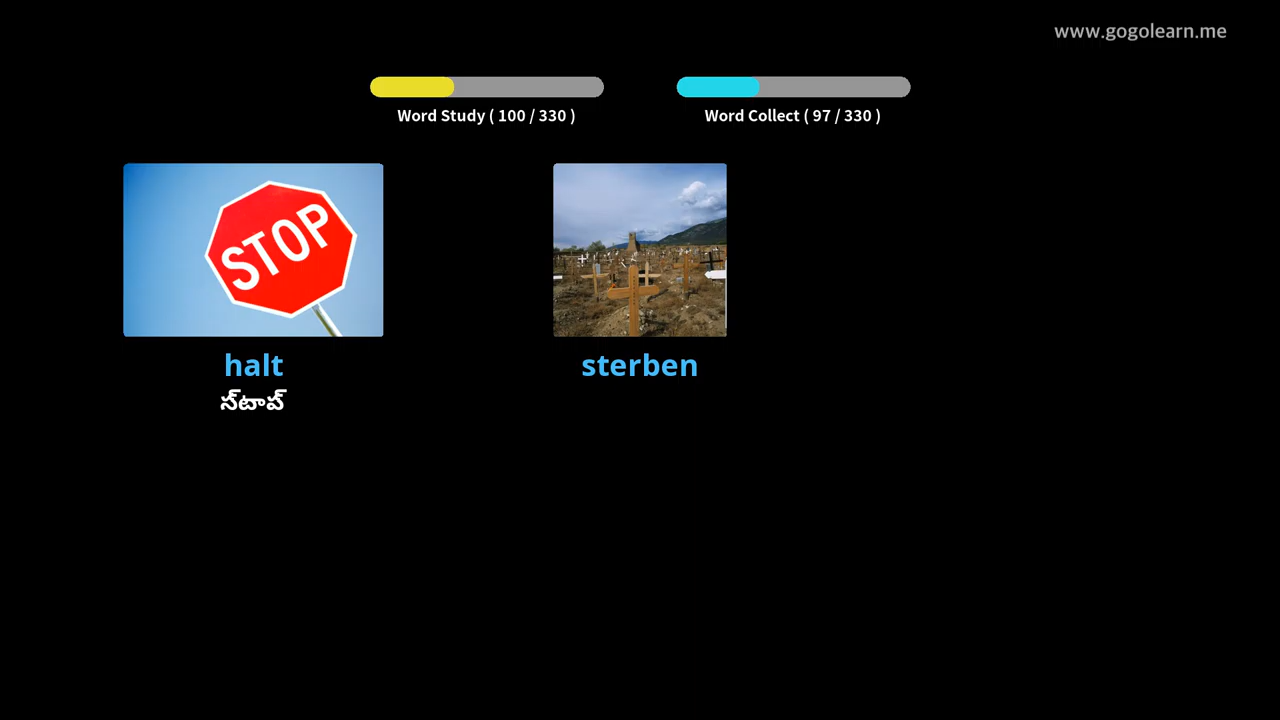 www.gogolearn.me
Word Study ( 100 / 330 )
Word Collect ( 97 / 330 )
STOP
halt
sterben
స్‌టాప్